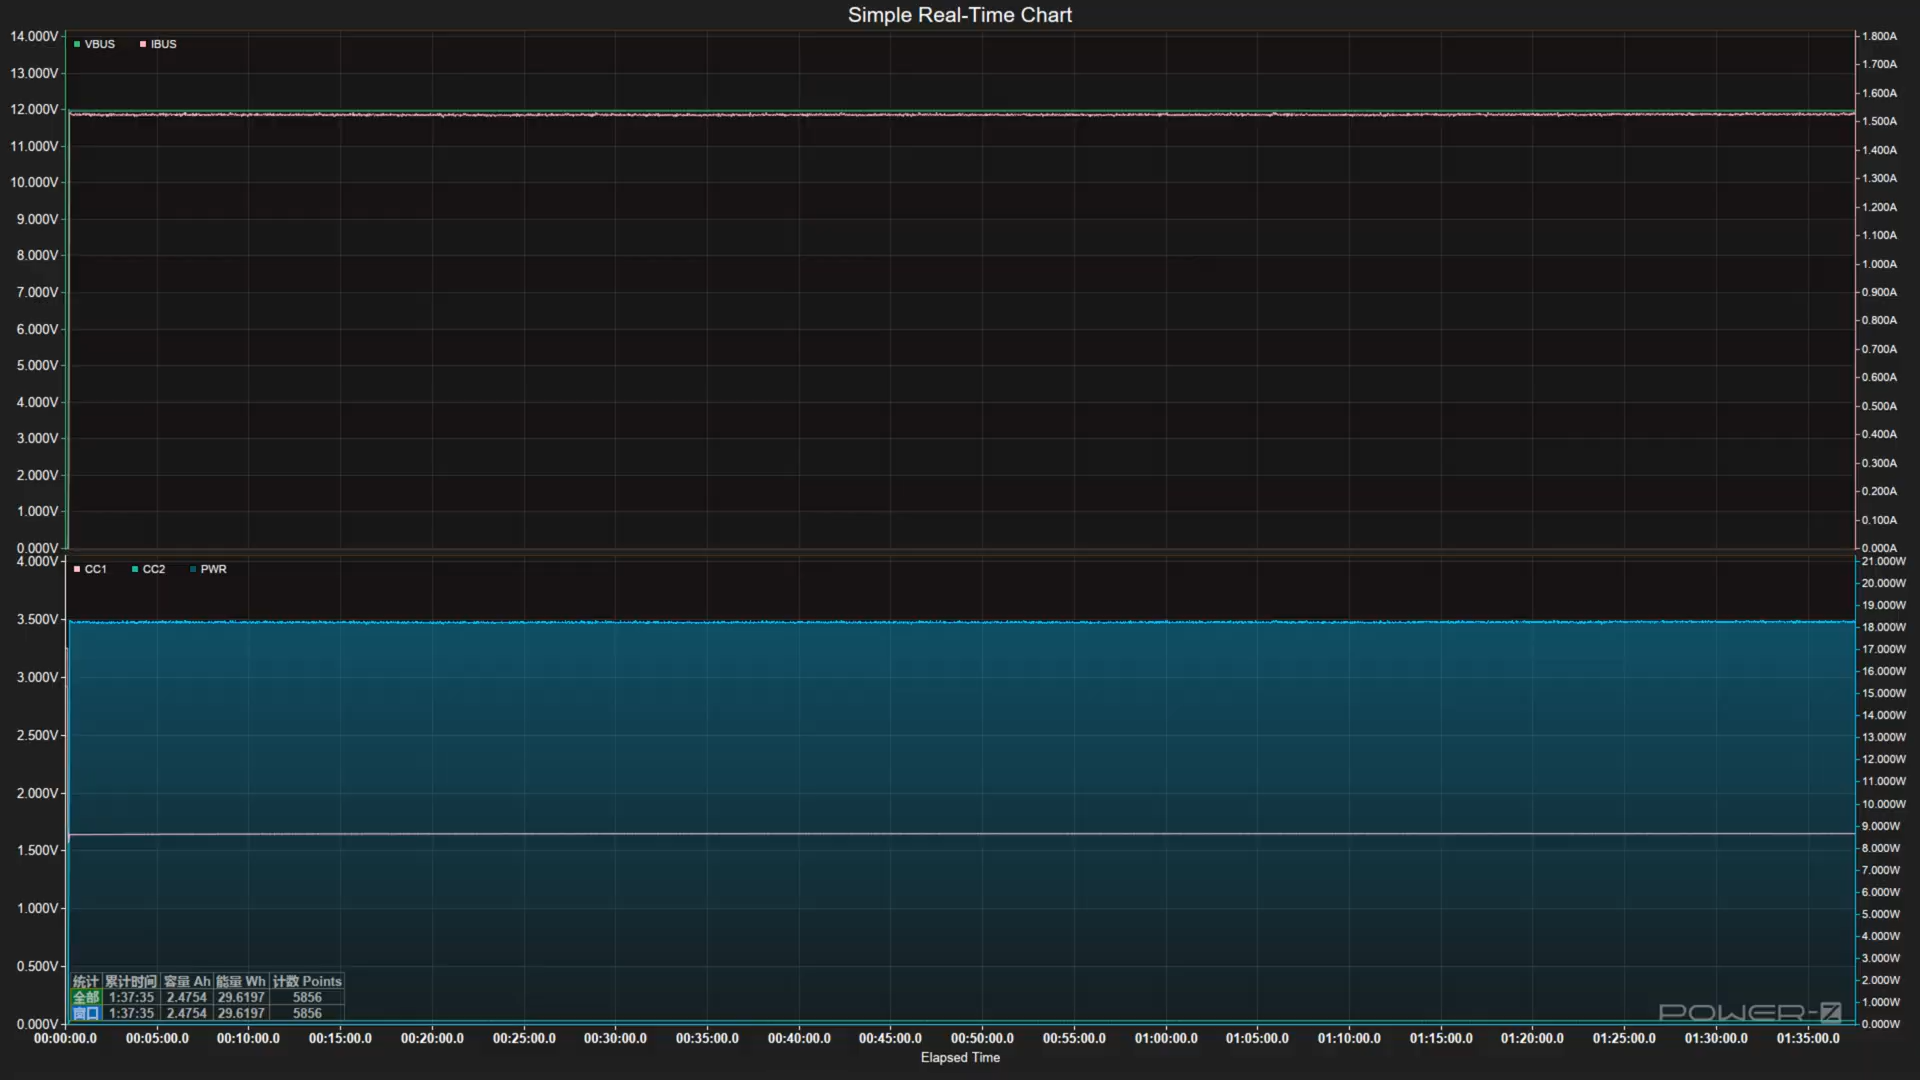 Simple Real-Time Chart
VBUS IBUS
14.000V
13.000V
12.000V
11.000V
10.000V
9.000V
8.000V
7.000V
6.000V
5.000V
4.000V
3.000V
2.000V
1.000V
0.000V
1.800A
1.700A
1.600A
1.500A
1.400A
1.300A
1.200A
1.100A
1.000A
0.900A
0.800A
0.700A
0.600A
0.500A
0.400A
0.300A
0.200A
0.100A
0.000A
CC1 CC2 PWR
4.000V
3.500V
3.000V
2.500V
2.000V
1.500V
1.000V
0.500V
0.000V
21.000W
20.000W
19.000W
18.000W
17.000W
16.000W
15.000W
14.000W
13.000W
12.000W
11.000W
10.000W
9.000W
8.000W
7.000W
6.000W
5.000W
4.000W
3.000W
2.000W
1.000W
0.000W
统计 累计时间 容量 Ah 能量 Wh 计数 Points
全部 1:37:35 2.4754 29.6197 5856
窗口 1:37:35 2.4754 29.6197 5856
POWER-Z
00:00:00.0 00:05:00.0 00:10:00.0 00:15:00.0 00:20:00.0 00:25:00.0 00:30:00.0 00:35:00.0 00:40:00.0 00:45:00.0 00:50:00.0 00:55:00.0 01:00:00.0 01:05:00.0 01:10:00.0 01:15:00.0 01:20:00.0 01:25:00.0 01:30:00.0 01:35:00.0
Elapsed Time